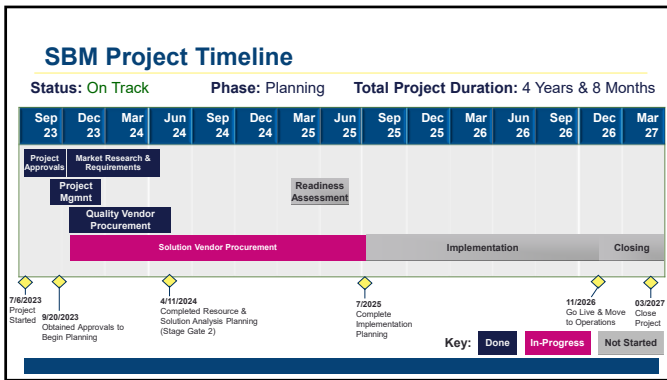 SBM Project Timeline
Status: On Track Phase: Planning Total Project Duration: 4 Years & 8 Months
Sep Dec Mar Jun Sep Dec Mar Jun Sep Dec Mar Jun Sep Dec Mar
23 23 24 24 24 24 25 25 25 25 26 26 26 26 27
Project
Approvals
Market Research &
Requirements
Project
Mgmnt
Readiness
Assessment
Quality Vendor
Procurement
Solution Vendor Procurement
Implementation
Closing
7/6/2023
Project
Started
9/20/2023
Obtained Approvals to
Begin Planning
4/11/2024
Completed Resource &
Solution Analysis Planning
(Stage Gate 2)
7/2025
Complete
Implementation
Planning
11/2026
Go Live & Move
to Operations
03/2027
Close
Project
Key: Done In-Progress Not Started